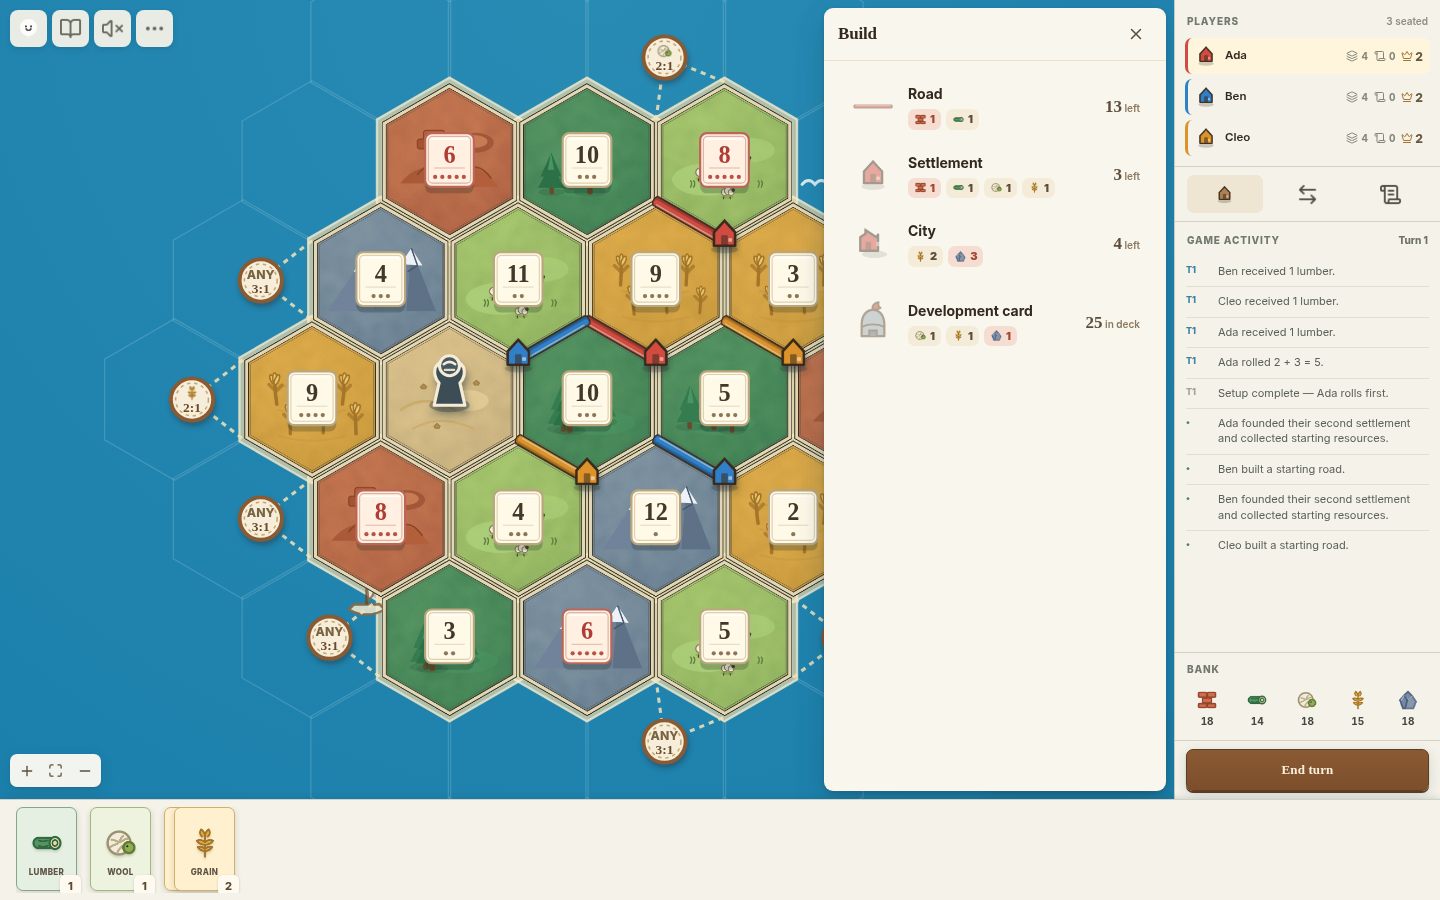 2:1
6
10
8
ANY
3:1
4
11
9
3
2:1
9
10
5
ANY
3:1
8
4
12
2
ANY
3:1
3
6
5
ANY
3:1
Build
Road
1
1
13 left
Settlement
1
1
1
1
3 left
City
2
3
4 left
Development card
1
1
1
25 in deck
PLAYERS
3 seated
Ada
4
0
2
Ben
4
0
2
Cleo
4
0
2
GAME ACTIVITY
Turn 1
T1 Ben received 1 lumber.
T1 Cleo received 1 lumber.
T1 Ada received 1 lumber.
T1 Ada rolled 2 + 3 = 5.
T1 Setup complete — Ada rolls first.
• Ada founded their second settlement
and collected starting resources.
• Ben built a starting road.
• Ben founded their second settlement
and collected starting resources.
• Cleo built a starting road.
BANK
18
14
18
15
18
End turn
LUMBER
1
WOOL
1
GRAIN
2